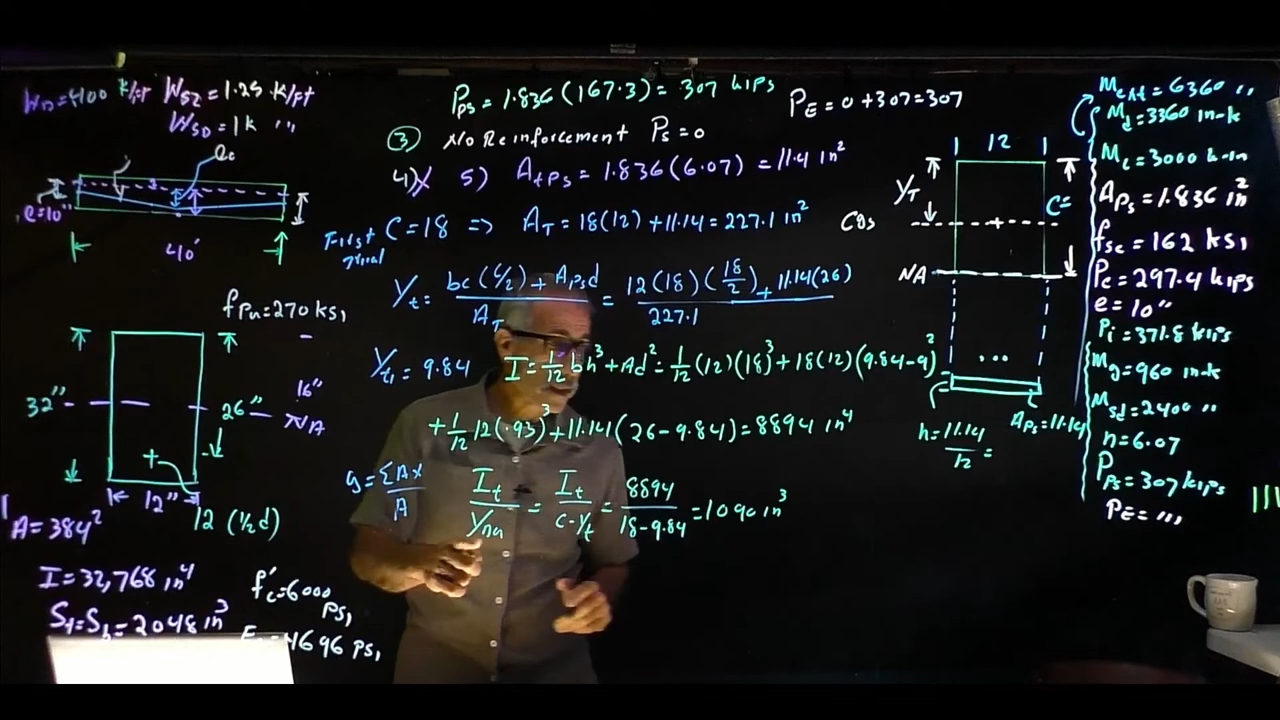 W_D=400 k/ft W_SL=1.25 k/ft
W_SD=1k "
e=10"
40'
f_pu=270 ksi
32"
26"
16"
NA
12"
12 (1/2 d)
A=384²
I=32,768 in⁴
S_t=S_b=2048 in³
f'c=6000 psi
=4696 psi
P_ps=1.836(167.3)=307 kips
P_E=0+307=307
③ No Reinforcement P_s=0
4)X 5) A_tps=1.836(6.07)=11.4 in²
First trial C=18 => A_T=18(12)+11.14=227.1 in²
Y_t=(bc(c/2)+A_ps d)/A_T=(12(18)(18/2)+11.14(26))/227.1
Y_t=9.84 I=1/12 bh³+Ad²=1/12(12)(18)³+18(12)(9.84-9)²
+1/12 12(.93)³+11.14(26-9.84)=8894 in⁴
y=ΣAx/A
I_t/Y_na=I_t/(c-y_t)=8894/(18-9.84)=1090 in³
12
Y_T
C=
cgs
NA
...
A_ps=11.14
h=11.14/12=
M_ext=6360 "
M_d=3360 in-k
M_L=3000 k-in
A_ps=1.836 in²
f_se=162 ksi
P_e=297.4 kips
e=10"
P_i=371.8 kips
M_g=960 in-k
M_sd=2400 "
n=6.07
P_ps=307 kips
P_E="'